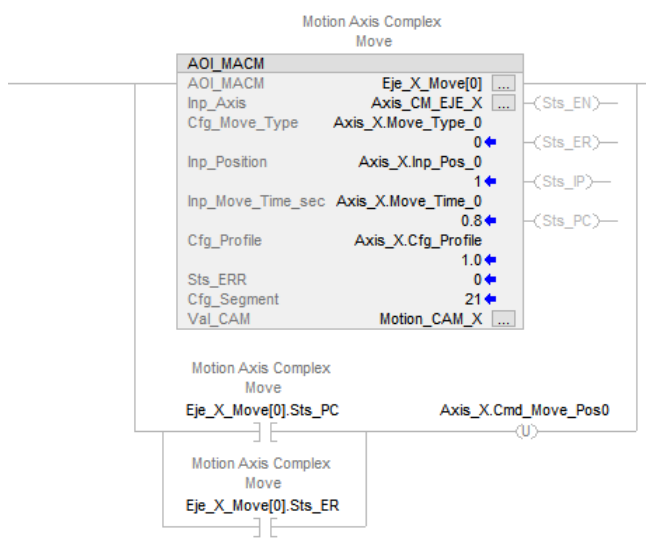 Motion Axis Complex
Move
AOI_MACM
AOI_MACM Eje_X_Move[0] ...
Inp_Axis Axis_CM_EJE_X ... (Sts_EN)
Cfg_Move_Type Axis_X.Move_Type_0
0 (Sts_ER)
Inp_Position Axis_X.Inp_Pos_0
1 (Sts_IP)
Inp_Move_Time_sec Axis_X.Move_Time_0
0.8 (Sts_PC)
Cfg_Profile Axis_X.Cfg_Profile
1.0
Sts_ERR 0
Cfg_Segment 21
Val_CAM Motion_CAM_X ...
Motion Axis Complex
Move
Eje_X_Move[0].Sts_PC Axis_X.Cmd_Move_Pos0
(U)
Motion Axis Complex
Move
Eje_X_Move[0].Sts_ER